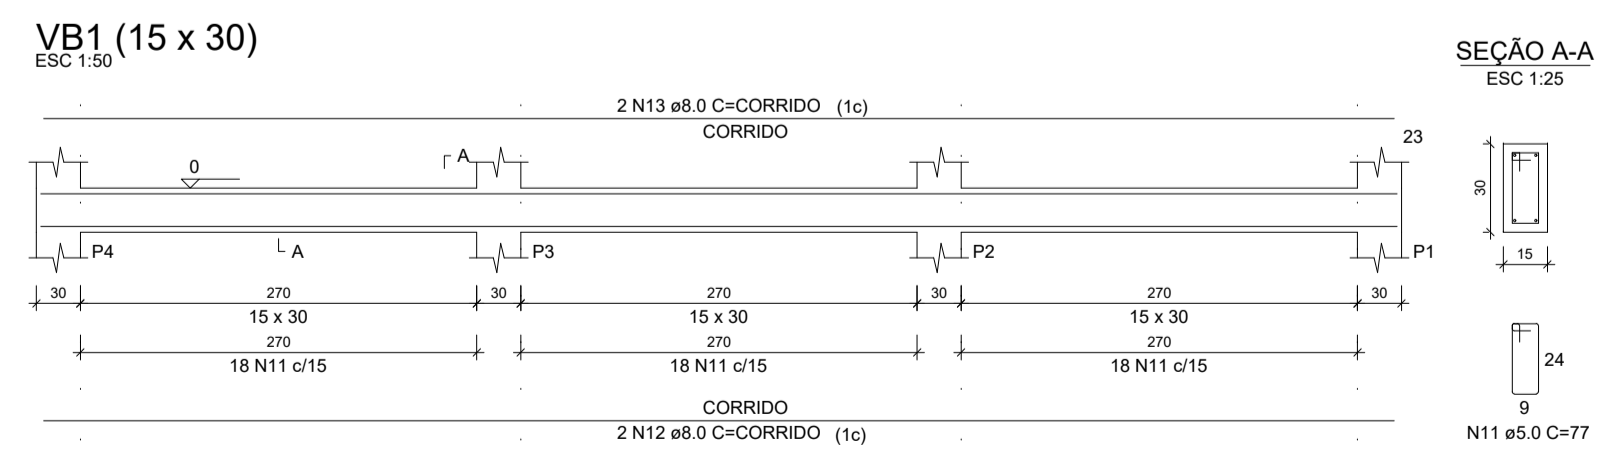 VB1 (15 x 30)
ESC 1:50
SEÇÃO A-A
ESC 1:25
2 N13 ø8.0 C=CORRIDO (1c)
CORRIDO
23
0
A
30
A
P4
P3
P2
P1
15
30
270
30
270
30
270
30
15 x 30
15 x 30
15 x 30
270
270
270
18 N11 c/15
18 N11 c/15
18 N11 c/15
24
9
CORRIDO
2 N12 ø8.0 C=CORRIDO (1c)
N11 ø5.0 C=77